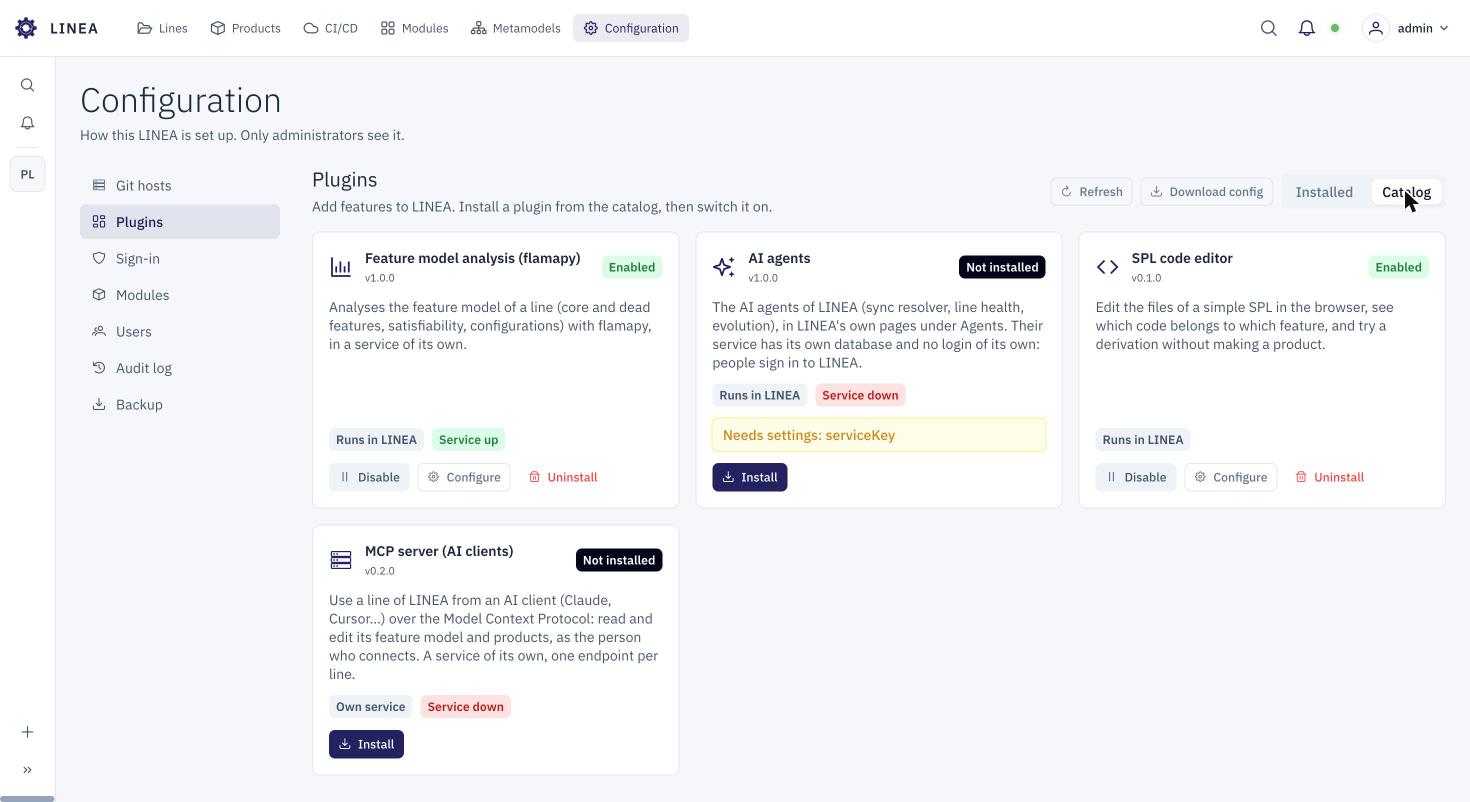 LINEA
Lines
Products
CI/CD
Modules
Metamodels
Configuration
admin
PL
Configuration
How this LINEA is set up. Only administrators see it.
Git hosts
Plugins
Sign-in
Modules
Users
Audit log
Backup
Plugins
Add features to LINEA. Install a plugin from the catalog, then switch it on.
Refresh
Download config
Installed
Catalog
Feature model analysis (flamapy)
v1.0.0
Enabled
Analyses the feature model of a line (core and dead
features, satisfiability, configurations) with flamapy,
in a service of its own.
Runs in LINEA
Service up
Disable
Configure
Uninstall
AI agents
v1.0.0
Not installed
The AI agents of LINEA (sync resolver, line health,
evolution), in LINEA's own pages under Agents. Their
service has its own database and no login of its own:
people sign in to LINEA.
Runs in LINEA
Service down
Needs settings: serviceKey
Install
SPL code editor
v0.1.0
Enabled
Edit the files of a simple SPL in the browser, see
which code belongs to which feature, and try a
derivation without making a product.
Runs in LINEA
Disable
Configure
Uninstall
MCP server (AI clients)
v0.2.0
Not installed
Use a line of LINEA from an AI client (Claude,
Cursor...) over the Model Context Protocol: read and
edit its feature model and products, as the person
who connects. A service of its own, one endpoint per
line.
Own service
Service down
Install